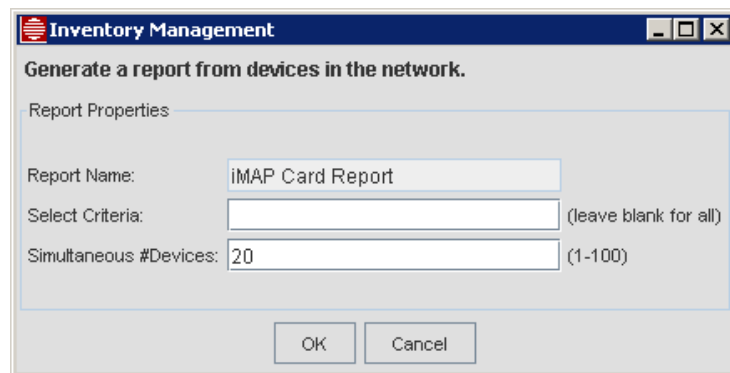 Inventory Management
Generate a report from devices in the network.
Report Properties
Report Name: iMAP Card Report
Select Criteria: (leave blank for all)
Simultaneous #Devices: 20 (1-100)
OK Cancel